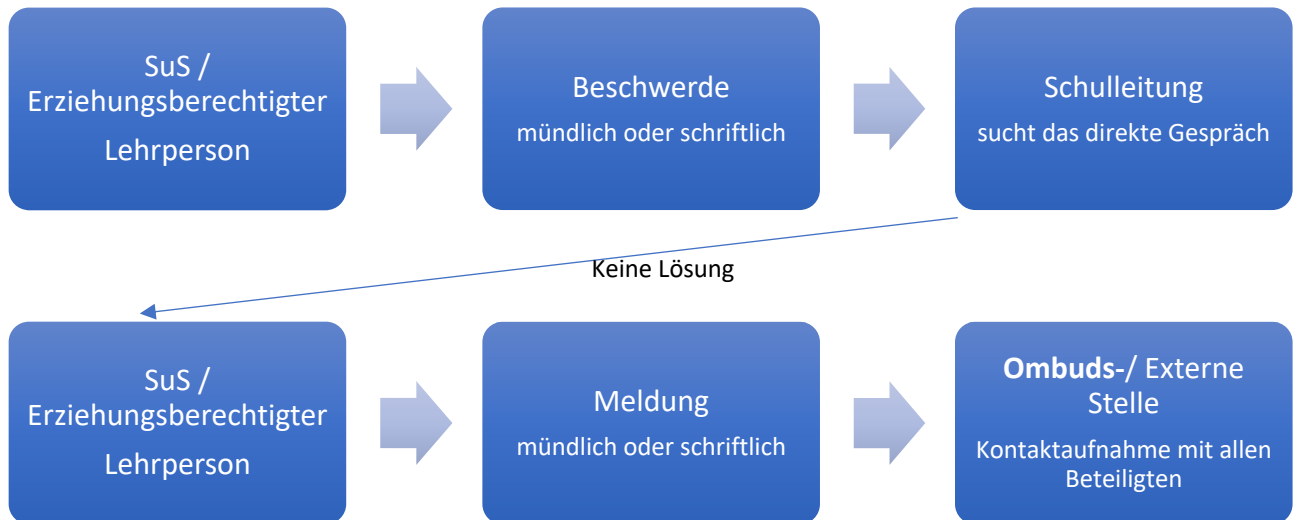 SuS /
Erziehungsberechtigter
Lehrperson
Beschwerde
mündlich oder schriftlich
Schulleitung
sucht das direkte Gespräch
Keine Lösung
SuS /
Erziehungsberechtigter
Lehrperson
Meldung
mündlich oder schriftlich
Ombuds-/ Externe
Stelle
Kontaktaufnahme mit allen
Beteiligten